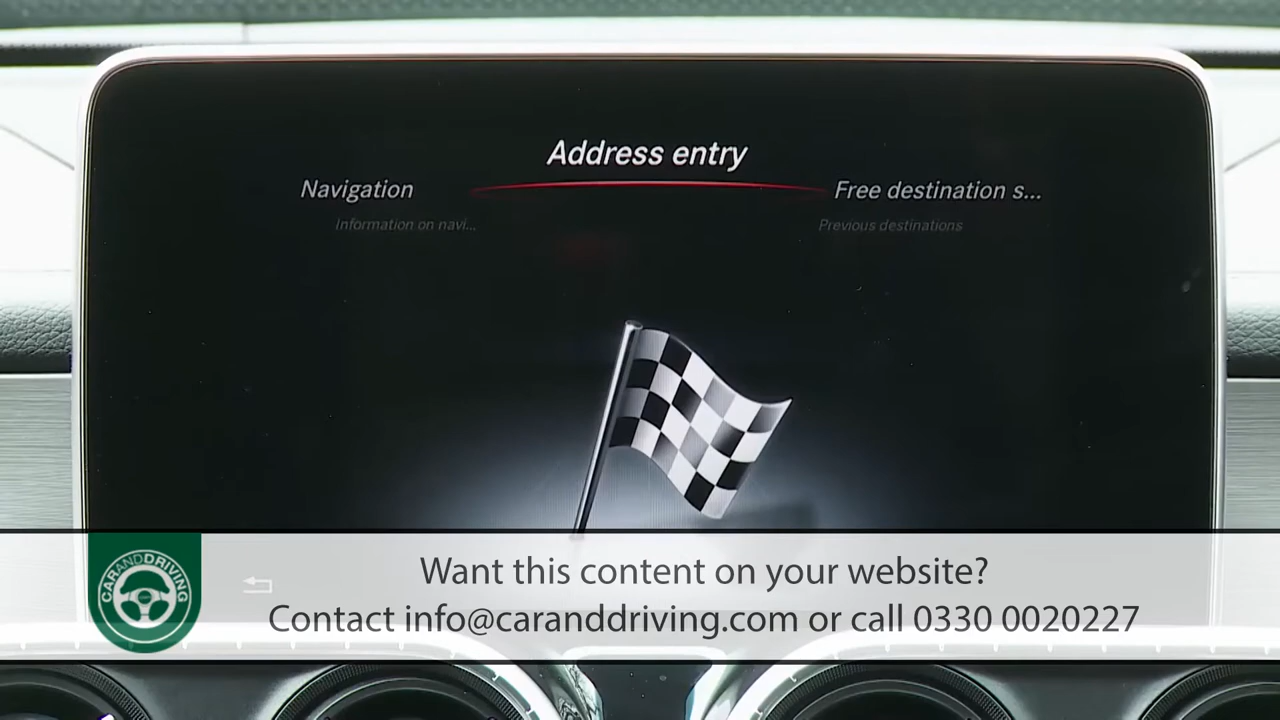 Address entry
Navigation
Free destination s...
Information on navi...
Previous destinations
CARANDDRIVING
Want this content on your website?
Contact info@caranddriving.com or call 0330 0020227